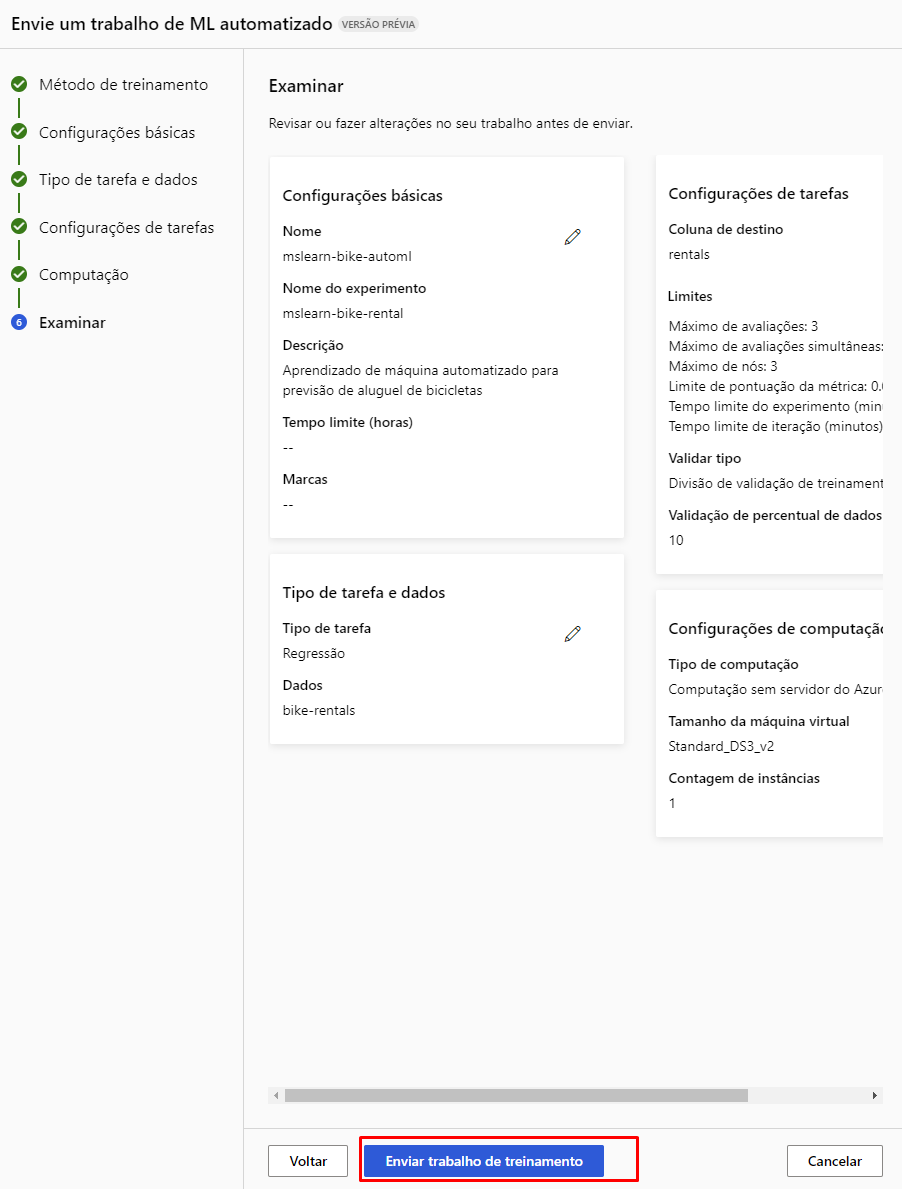 Envie um trabalho de ML automatizado VERSÃO PRÉVIA
Método de treinamento
Configurações básicas
Tipo de tarefa e dados
Configurações de tarefas
Computação
6 Examinar
Examinar
Revisar ou fazer alterações no seu trabalho antes de enviar.
Configurações básicas
Nome
mslearn-bike-automl
Nome do experimento
mslearn-bike-rental
Descrição
Aprendizado de máquina automatizado para
previsão de aluguel de bicicletas
Tempo limite (horas)
--
Marcas
--
Tipo de tarefa e dados
Tipo de tarefa
Regressão
Dados
bike-rentals
Configurações de tarefas
Coluna de destino
rentals
Limites
Máximo de avaliações: 3
Máximo de avaliações simultâneas:
Máximo de nós: 3
Limite de pontuação da métrica: 0.
Tempo limite do experimento (min
Tempo limite de iteração (minutos)
Validar tipo
Divisão de validação de treinament
Validação de percentual de dados
10
Configurações de computaçã
Tipo de computação
Computação sem servidor do Azur
Tamanho da máquina virtual
Standard_DS3_v2
Contagem de instâncias
1
Voltar
Enviar trabalho de treinamento
Cancelar